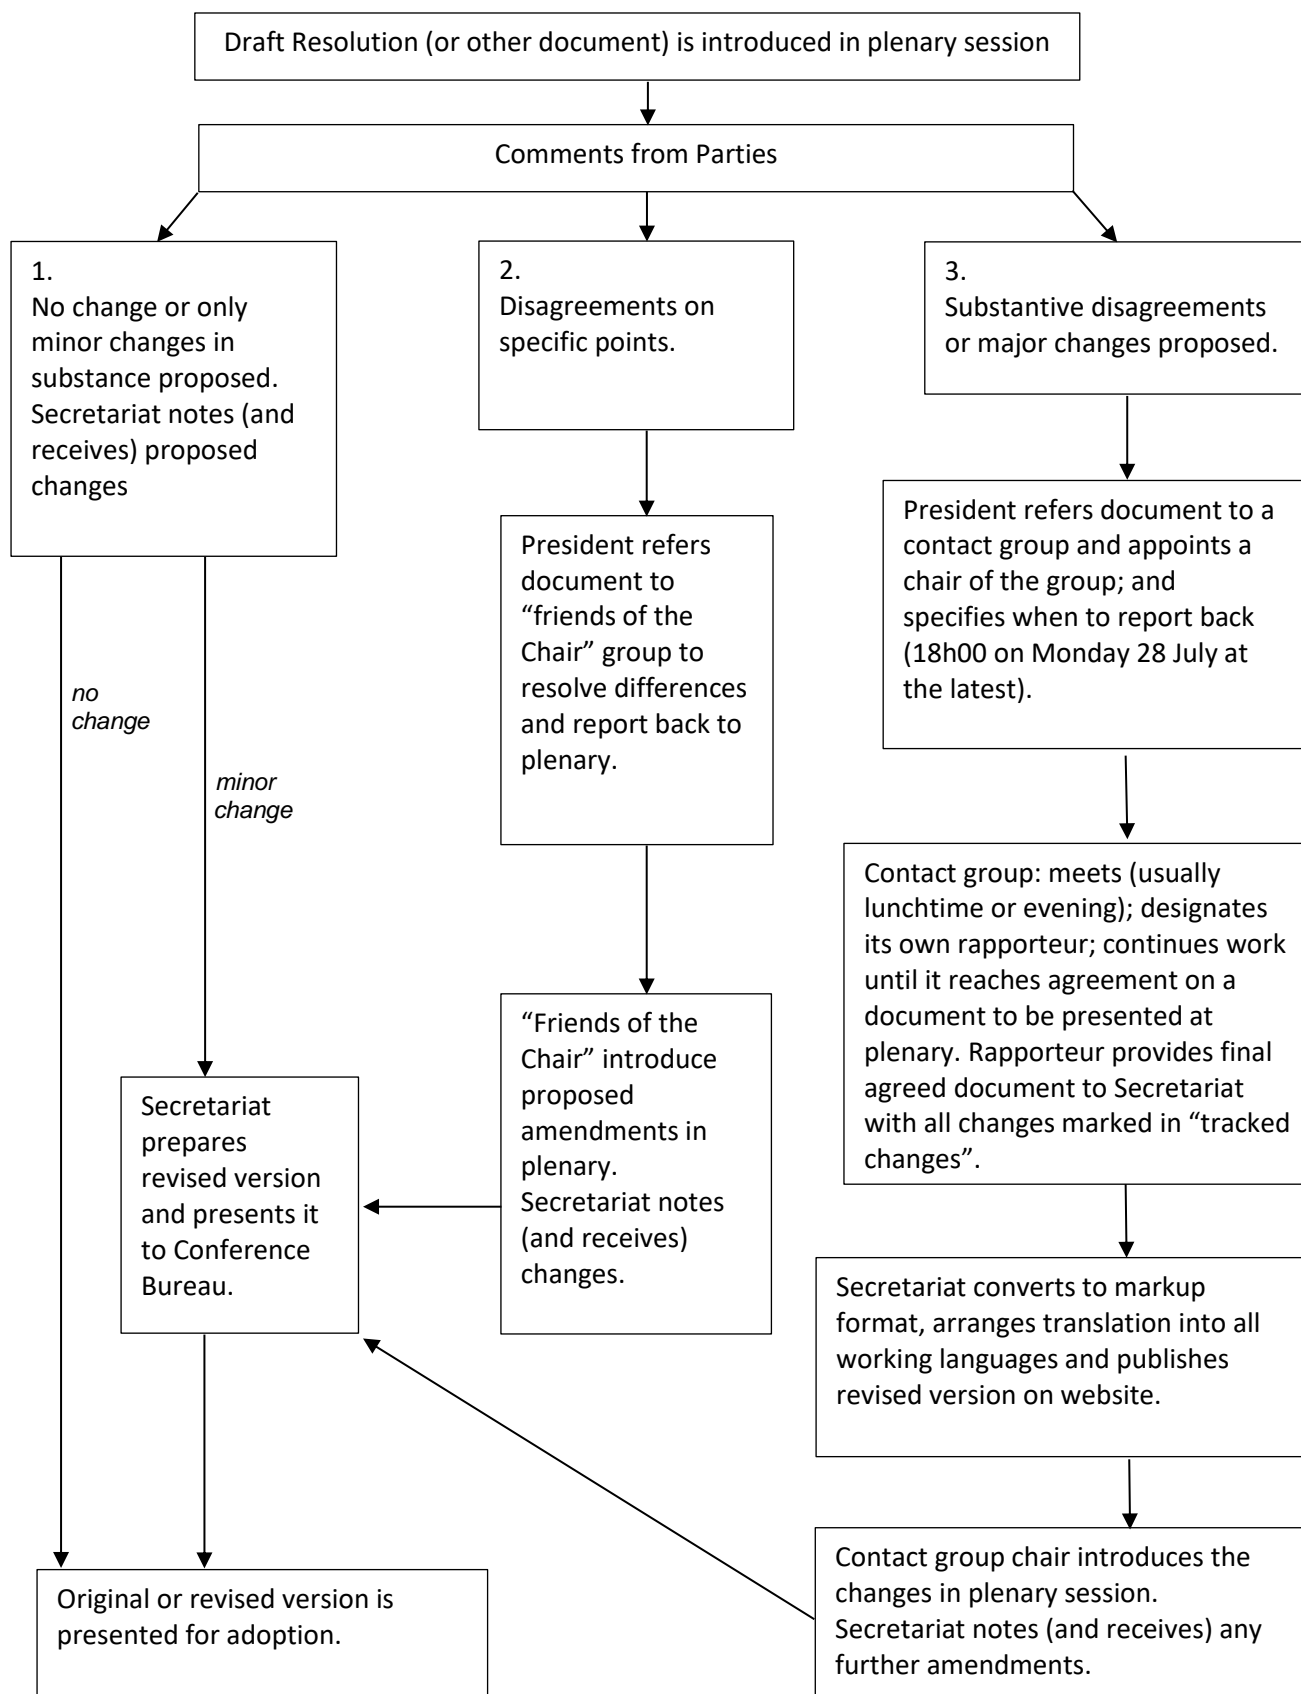 Draft Resolution (or other document) is introduced in plenary session
Comments from Parties
1.
No change or only
minor changes in
substance proposed.
Secretariat notes (and
receives) proposed
changes
2.
Disagreements on
specific points.
3.
Substantive disagreements
or major changes proposed.
President refers
document to
“friends of the
Chair” group to
resolve differences
and report back to
plenary.
President refers document to a
contact group and appoints a
chair of the group; and
specifies when to report back
(18h00 on Monday 28 July at
the latest).
no
change
minor
change
Contact group: meets (usually
lunchtime or evening); designates
its own rapporteur; continues work
until it reaches agreement on a
document to be presented at
plenary. Rapporteur provides final
agreed document to Secretariat
with all changes marked in “tracked
changes”.
“Friends of the
Chair” introduce
proposed
amendments in
plenary.
Secretariat notes
(and receives)
changes.
Secretariat
prepares
revised version
and presents it
to Conference
Bureau.
Secretariat converts to markup
format, arranges translation into all
working languages and publishes
revised version on website.
Contact group chair introduces the
changes in plenary session.
Secretariat notes (and receives) any
further amendments.
Original or revised version is
presented for adoption.